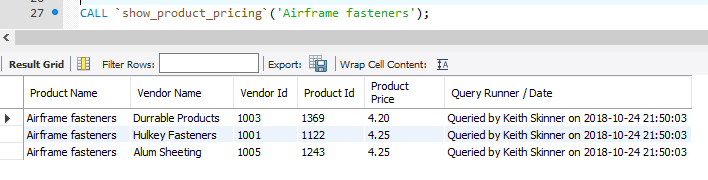 27 CALL `show_product_pricing`('Airframe fasteners');
Result Grid Filter Rows: Export: Wrap Cell Content: IA
Product Name Vendor Name Vendor Id Product Id Product Price Query Runner / Date
Airframe fasteners Durrable Products 1003 1369 4.20 Queried by Keith Skinner on 2018-10-24 21:50:03
Airframe fasteners Hulkey Fasteners 1001 1122 4.25 Queried by Keith Skinner on 2018-10-24 21:50:03
Airframe fasteners Alum Sheeting 1005 1243 4.25 Queried by Keith Skinner on 2018-10-24 21:50:03